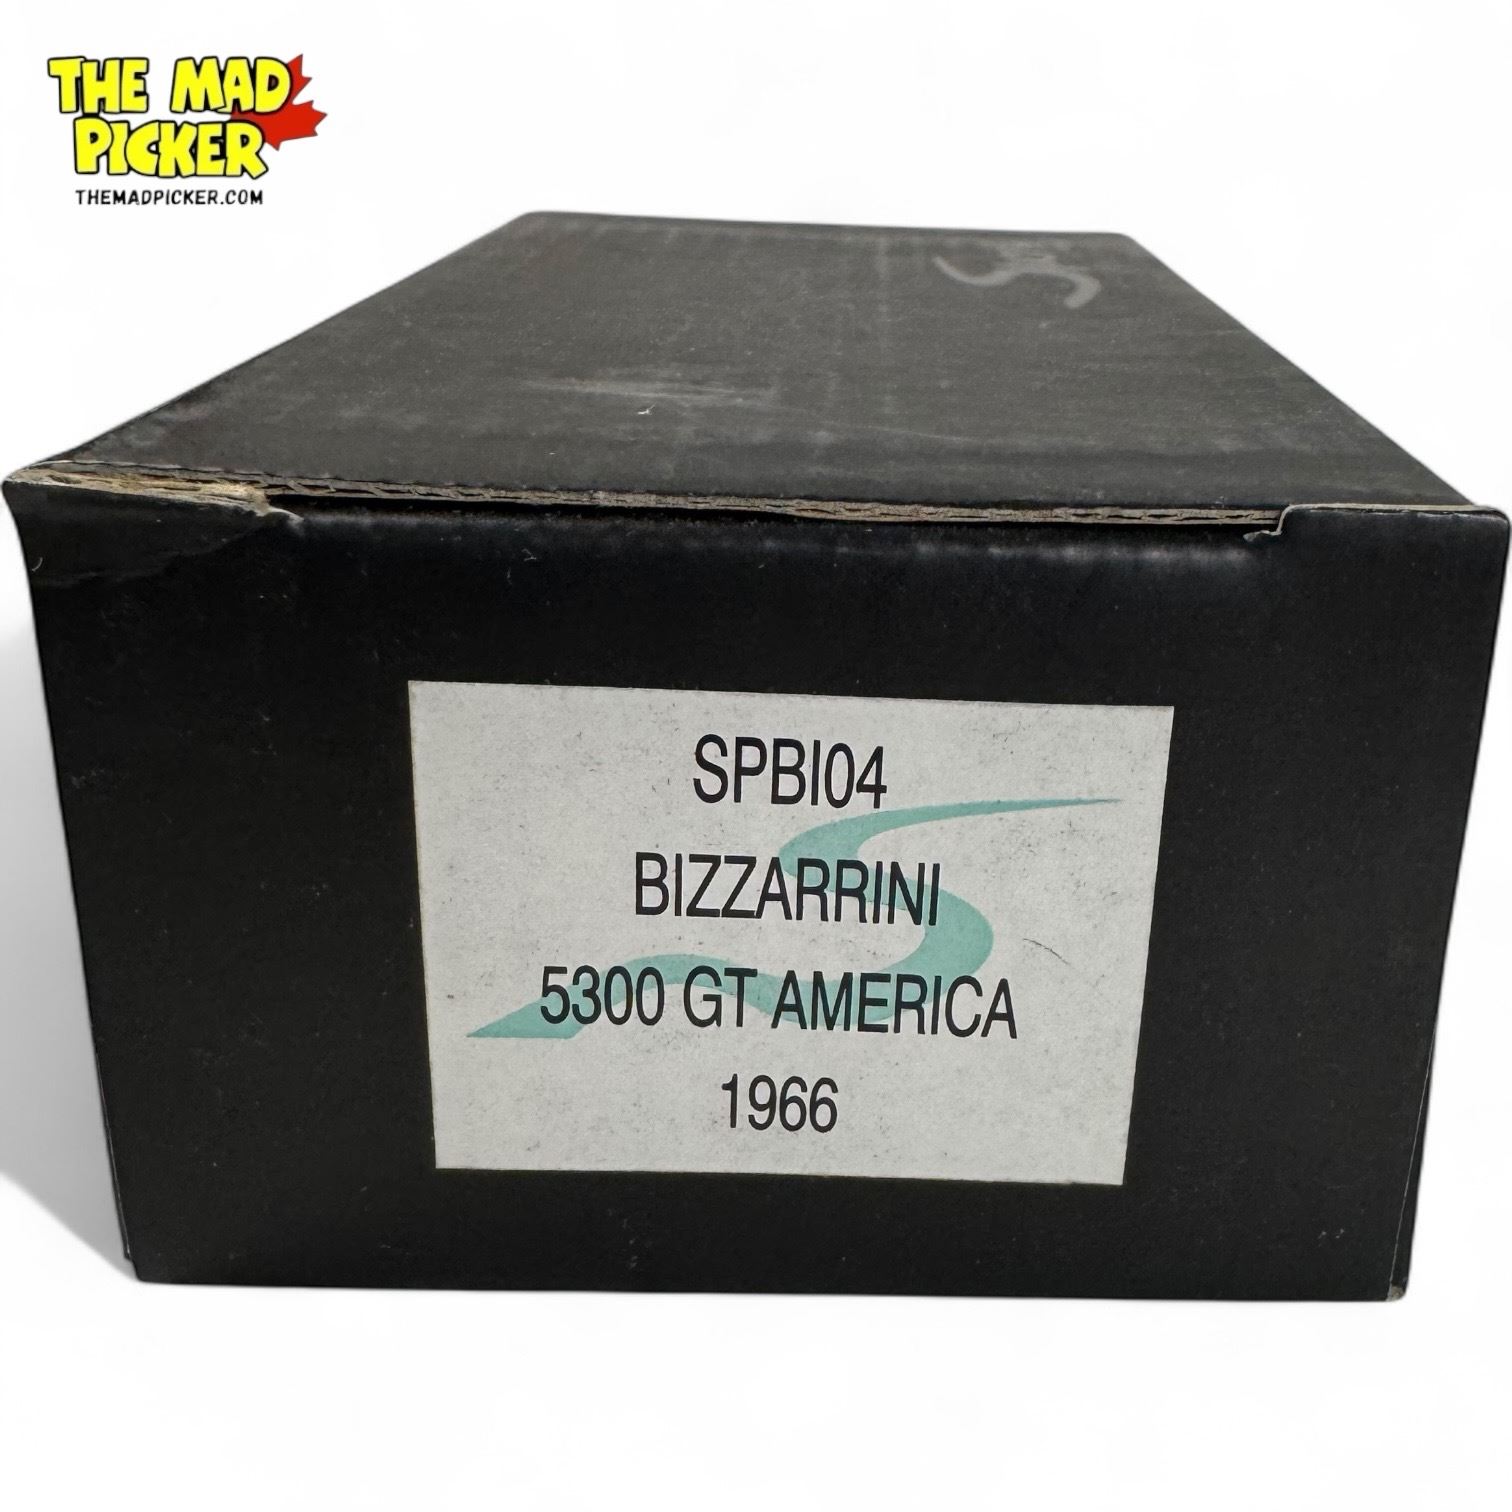 THE MAD
PICKER
THEMADPICKER.COM
SPBI04
BIZZARRINI
5300 GT AMERICA
1966